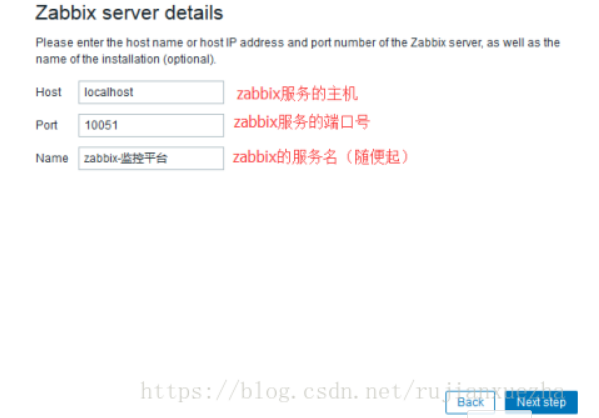 Zabbix server details
Please enter the host name or host IP address and port number of the Zabbix server, as well as the
name of the installation (optional).
Host localhost zabbix服务的主机
Port 10051 zabbix服务的端口号
Name zabbix-监控平台 zabbix的服务名（随便起）
https://blog.csdn.net/rujianxuezha
Back Next step